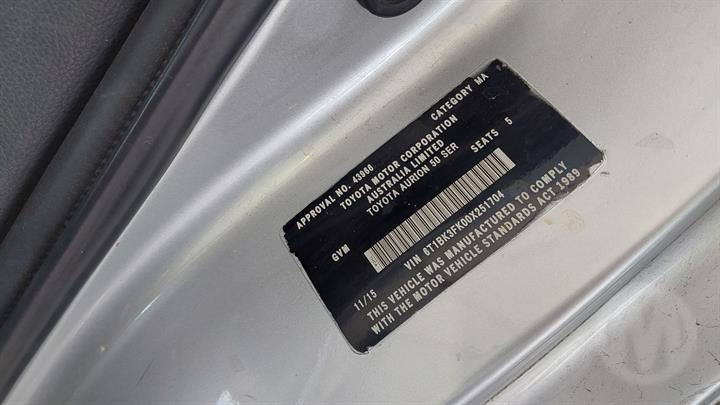 APPROVAL NO. 43966 CATEGORY MA
TOYOTA MOTOR CORPORATION
AUSTRALIA LIMITED
TOYOTA AURION 50 SER SEATS 5
GVM
VIN 6T1BK3FK00X251704
11/15
THIS VEHICLE WAS MANUFACTURED TO COMPLY
WITH THE MOTOR VEHICLE STANDARDS ACT 1989
M